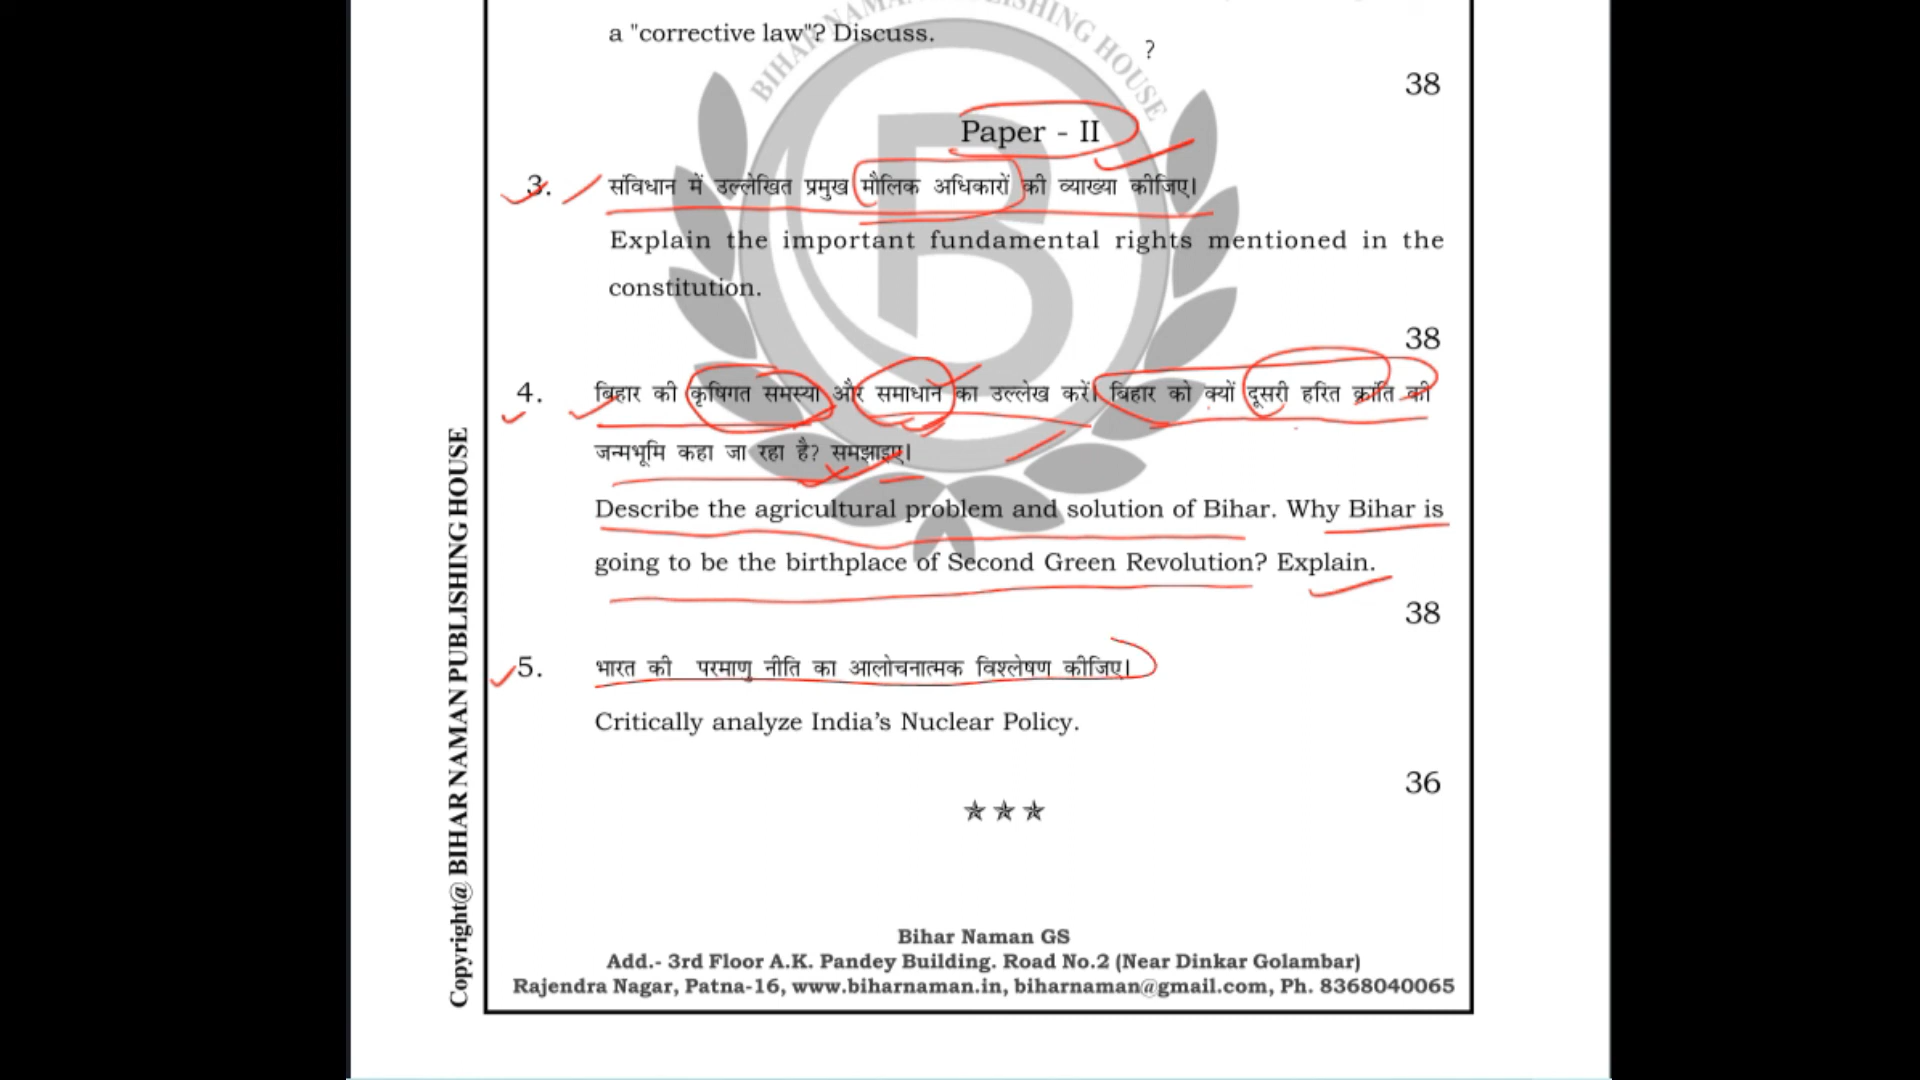 a "corrective law"? Discuss.
?
38
BIHAR NAMAN PUBLISHING HOUSE
Paper - II
3. संविधान में उल्लेखित प्रमुख मौलिक अधिकारों की व्याख्या कीजिए।
Explain the important fundamental rights mentioned in the
constitution.
38
4. बिहार की कृषिगत समस्या और समाधान का उल्लेख करें। बिहार को क्यों दूसरी हरित क्रांति की
जन्मभूमि कहा जा रहा है? समझाइए।
Describe the agricultural problem and solution of Bihar. Why Bihar is
going to be the birthplace of Second Green Revolution? Explain.
38
5. भारत की परमाणु नीति का आलोचनात्मक विश्लेषण कीजिए।
Critically analyze India’s Nuclear Policy.
36
Copyright@ BIHAR NAMAN PUBLISHING HOUSE
Bihar Naman GS
Add.- 3rd Floor A.K. Pandey Building. Road No.2 (Near Dinkar Golambar)
Rajendra Nagar, Patna-16, www.biharnaman.in, biharnaman@gmail.com, Ph. 8368040065